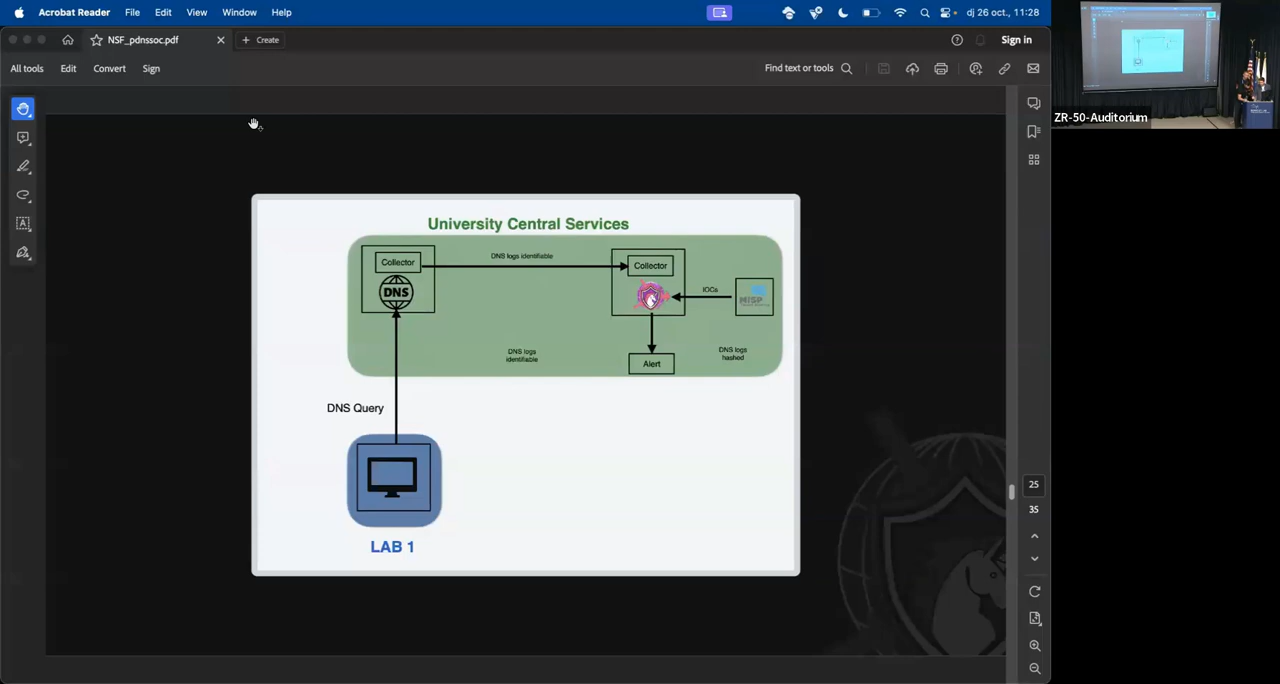 Acrobat Reader File Edit View Window Help dj 26 oct., 11:28
NSF_pdnssoc.pdf Create Sign in
All tools Edit Convert Sign Find text or tools
ZR-50-Auditorium
University Central Services
Collector DNS logs identifiable Collector
DNS IOCs MISP
DNS logs
identifiable
Alert
DNS logs
hashed
DNS Query
LAB 1
25
35